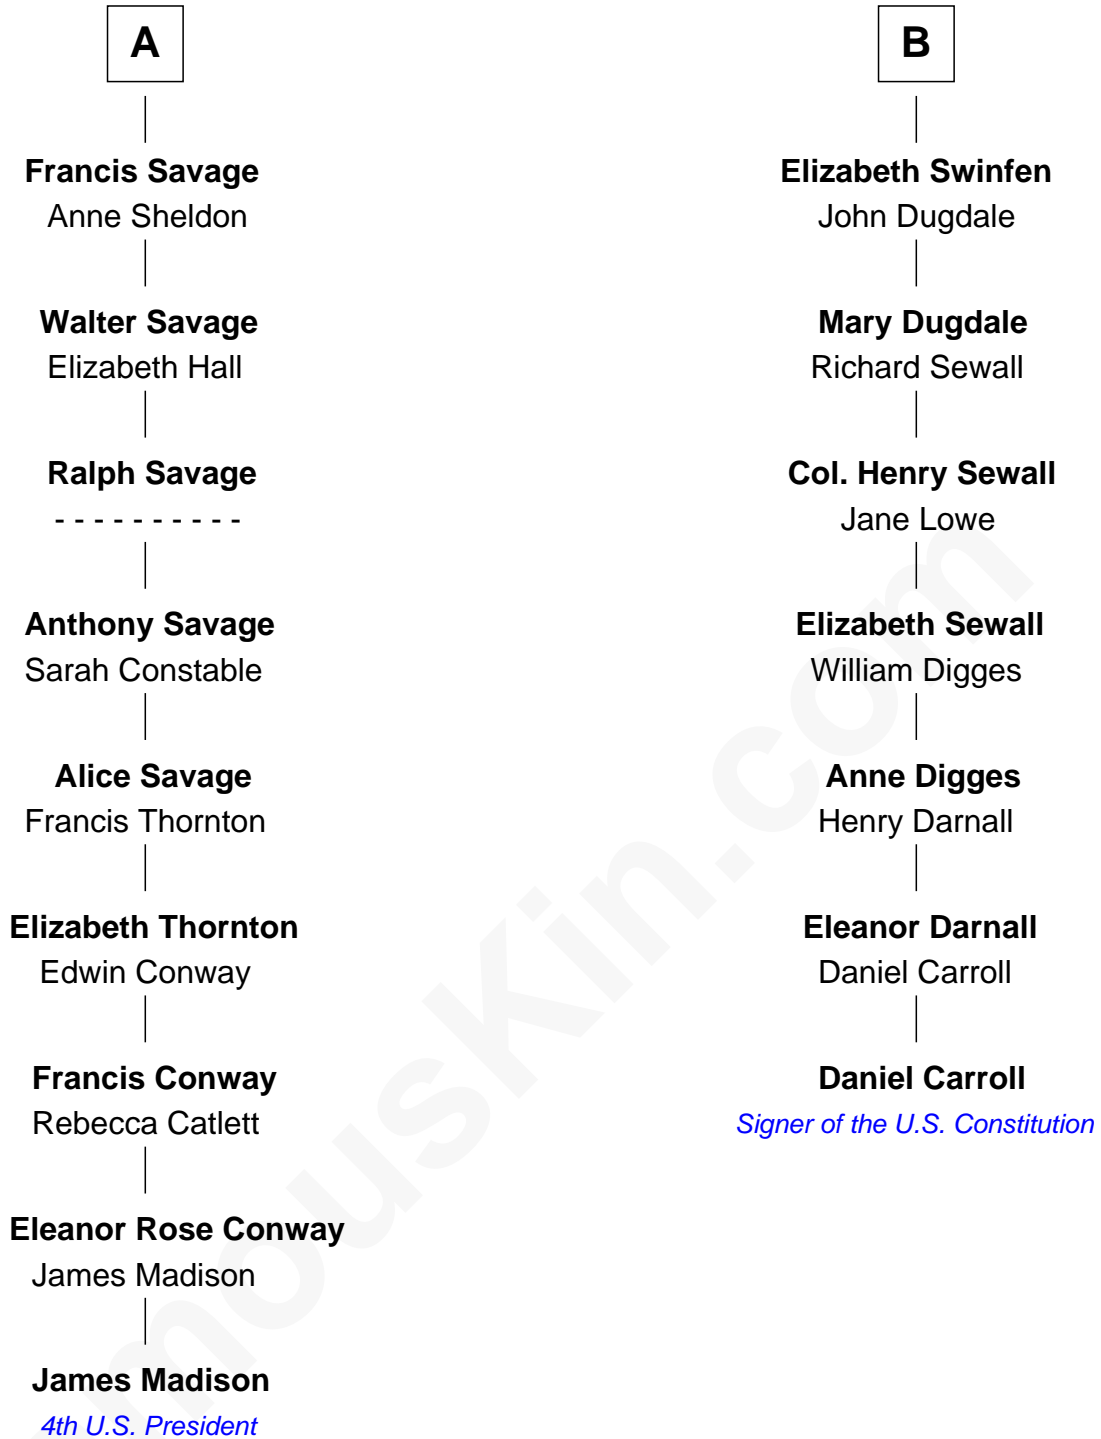 A
Francis Savage
Anne Sheldon
Walter Savage
Elizabeth Hall
Ralph Savage
- - - - - - - - - -
Anthony Savage
Sarah Constable
Alice Savage
Francis Thornton
Elizabeth Thornton
Edwin Conway
Francis Conway
Rebecca Catlett
Eleanor Rose Conway
James Madison
James Madison
4th U.S. President
B
Elizabeth Swinfen
John Dugdale
Mary Dugdale
Richard Sewall
Col. Henry Sewall
Jane Lowe
Elizabeth Sewall
William Digges
Anne Digges
Henry Darnall
Eleanor Darnall
Daniel Carroll
Daniel Carroll
Signer of the U.S. Constitution
mousKin.com